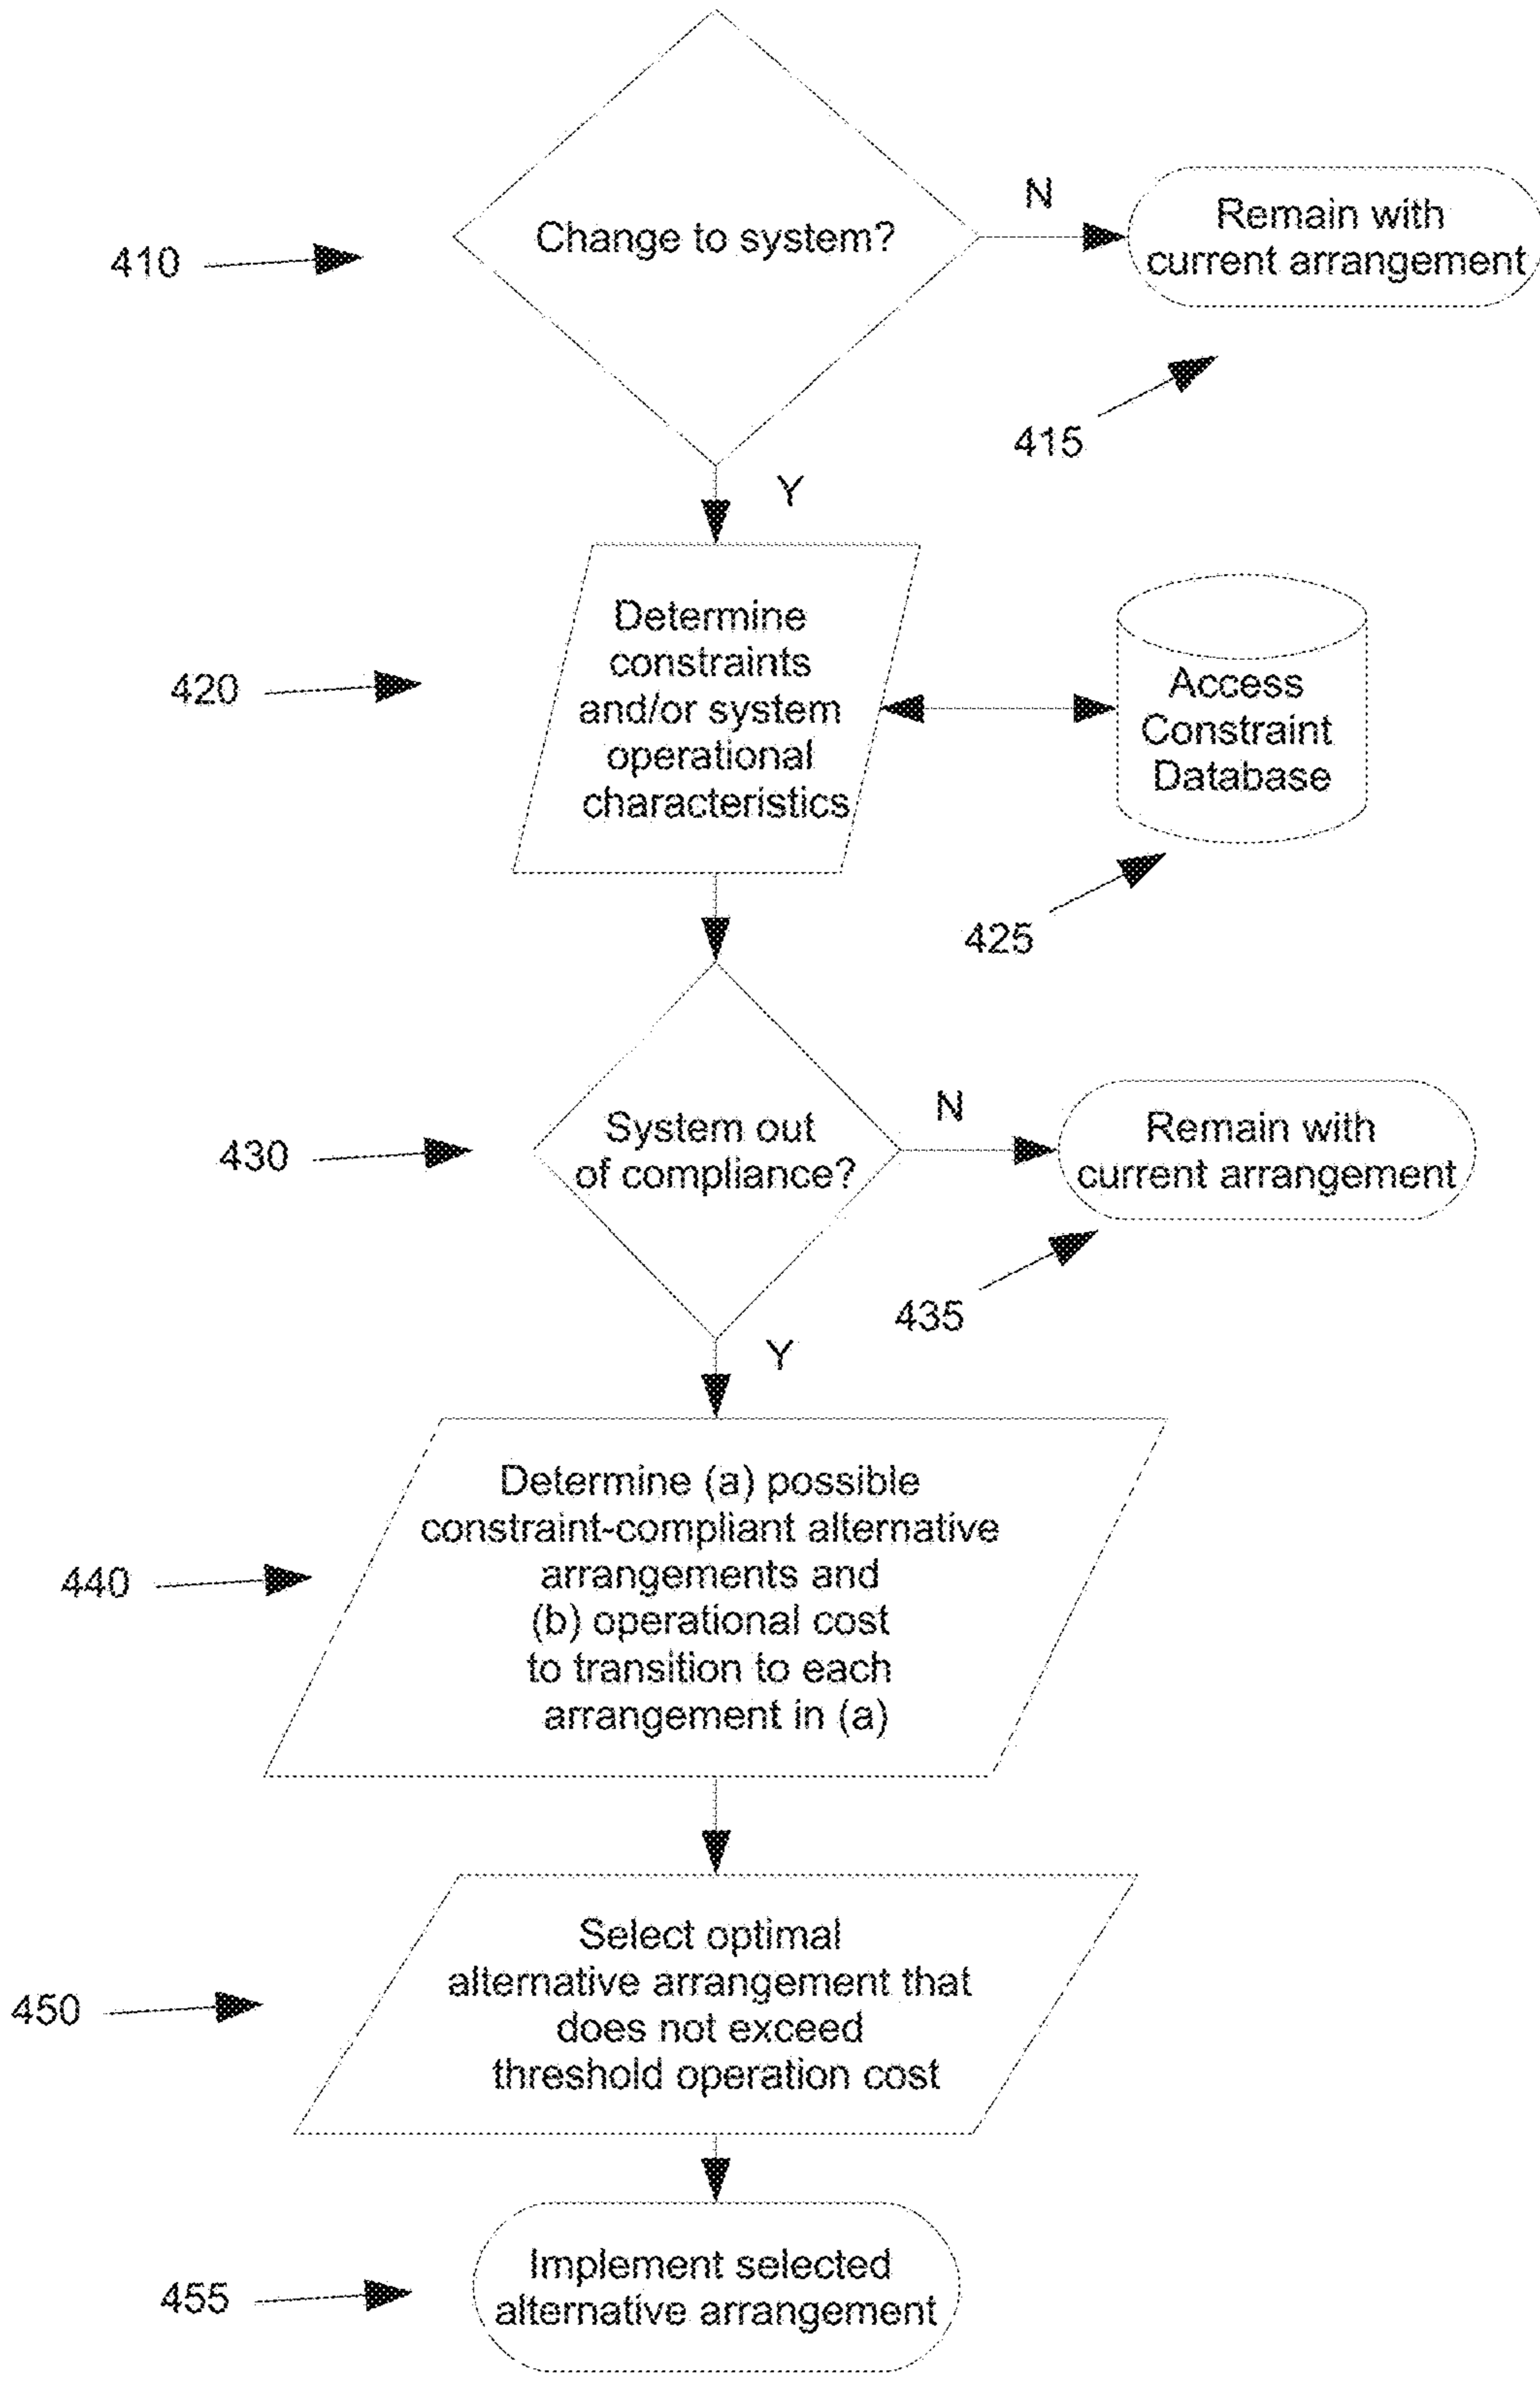 Change to system?
N
Remain with
current arrangement
410
415
Y
Determine
constraints
and/or system
operational
characteristics
Access
Constraint
Database
420
425
System out
of compliance?
N
Remain with
current arrangement
430
435
Y
Determine (a) possible
constraint-compliant alternative
arrangements and
(b) operational cost
to transition to each
arrangement in (a)
440
Select optimal
alternative arrangement that
does not exceed
threshold operation cost
450
Implement selected
alternative arrangement
455